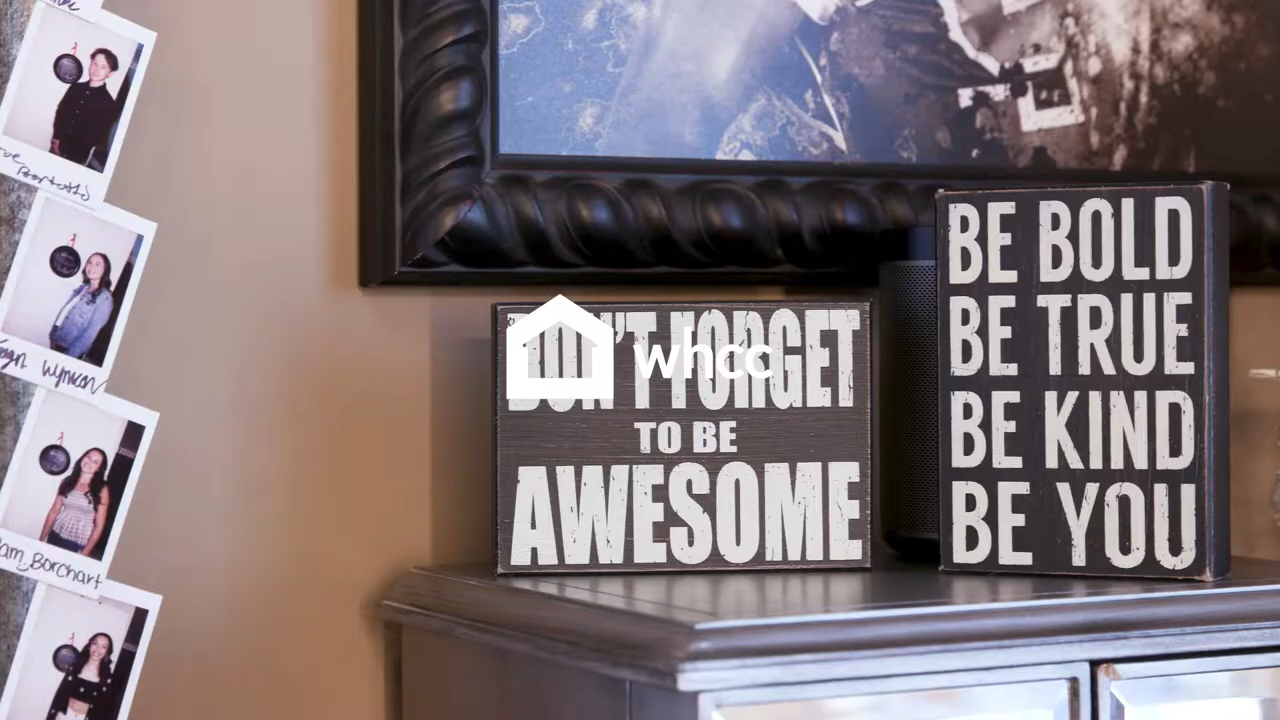 DON'T FORGET
TO BE
AWESOME
whcc
BE BOLD
BE TRUE
BE KIND
BE YOU
Borchart